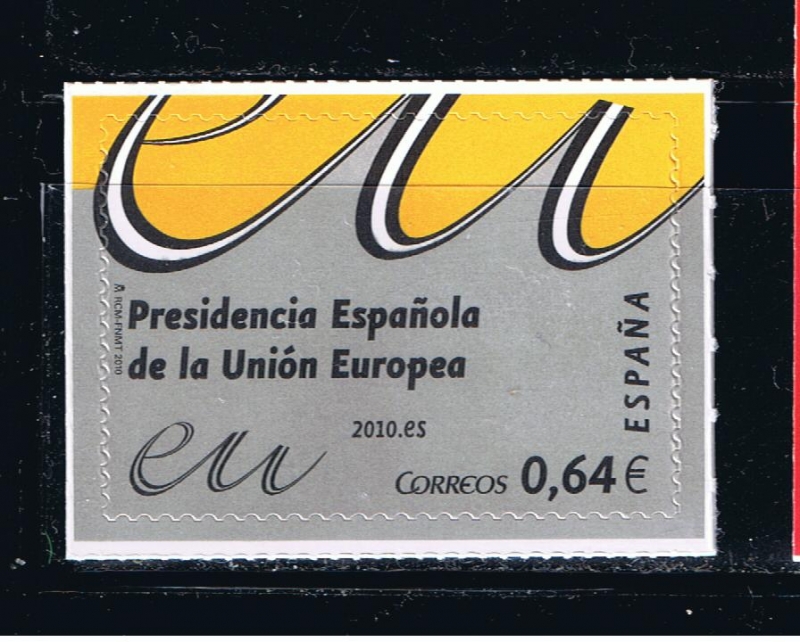 eu
RCM-FNMT 2010
Presidencia Española
de la Unión Europea
ESPAÑA
2010.es
eu
CORREOS 0,64€